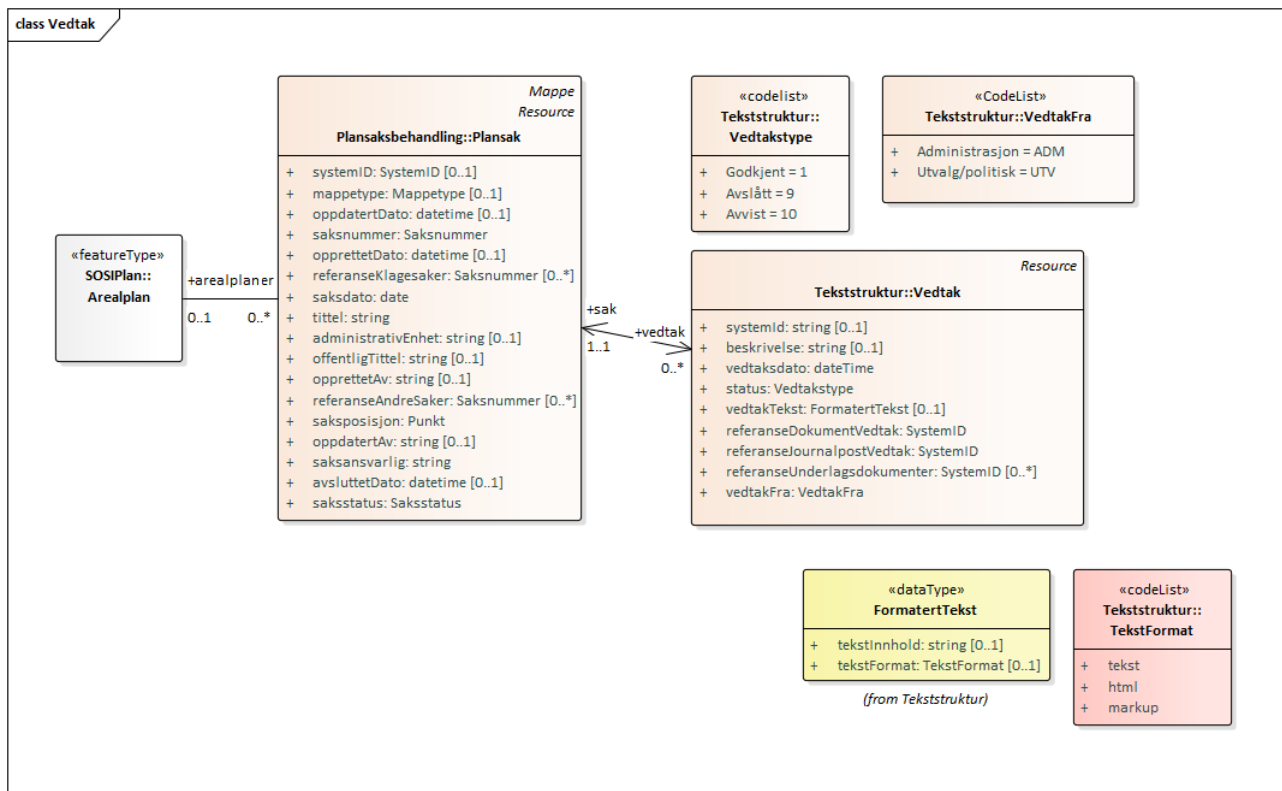 class Vedtak
«featureType»
SOSIPlan::
Arealplan
+arealplaner
0..1
0..*
Mappe
Resource
Plansaksbehandling::Plansak
+ systemID: SystemID [0..1]
+ mappetype: Mappetype [0..1]
+ oppdatertDato: datetime [0..1]
+ saksnummer: Saksnummer
+ opprettetDato: datetime [0..1]
+ referanseKlagesaker: Saksnummer [0..*]
+ saksdato: date
+ tittel: string
+ administrativEnhet: string [0..1]
+ offentligTittel: string [0..1]
+ opprettetAv: string [0..1]
+ referanseAndreSaker: Saksnummer [0..*]
+ saksposisjon: Punkt
+ oppdatertAv: string [0..1]
+ saksansvarlig: string
+ avsluttetDato: datetime [0..1]
+ saksstatus: Saksstatus
+sak
1..1
+vedtak
0..*
«codelist»
Tekststruktur::
Vedtakstype
+ Godkjent = 1
+ Avslått = 9
+ Avvist = 10
«CodeList»
Tekststruktur::VedtakFra
+ Administrasjon = ADM
+ Utvalg/politisk = UTV
Resource
Tekststruktur::Vedtak
+ systemId: string [0..1]
+ beskrivelse: string [0..1]
+ vedtaksdato: dateTime
+ status: Vedtakstype
+ vedtakTekst: FormatertTekst [0..1]
+ referanseDokumentVedtak: SystemID
+ referanseJournalpostVedtak: SystemID
+ referanseUnderlagsdokumenter: SystemID [0..*]
+ vedtakFra: VedtakFra
«dataType»
FormatertTekst
+ tekstInnhold: string [0..1]
+ tekstFormat: TekstFormat [0..1]
(from Tekststruktur)
«codeList»
Tekststruktur::
TekstFormat
+ tekst
+ html
+ markup